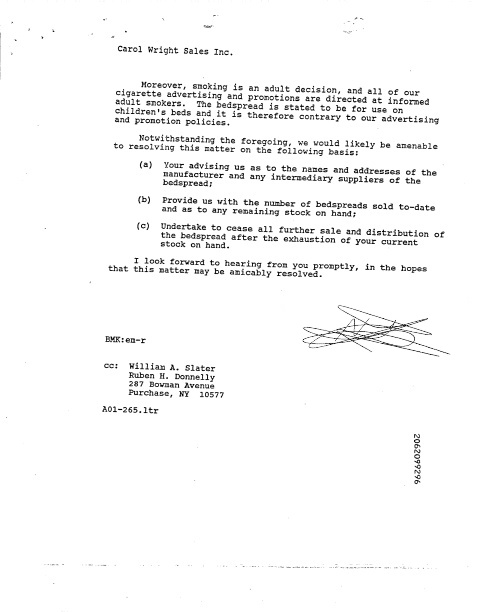 Carol Wright Sales Inc.
Moreover, smoking is an adult decision, and all of our
cigarette advertising and promotions are directed at informed
adult smokers. The bedspread is stated to be for use on
children's beds and it is therefore contrary to our advertising
and promotion policies.
Notwithstanding the foregoing, we would likely be amenable
to resolving this matter on the following basis:
(a) Your advising us as to the names and addresses of the
manufacturer and any intermediary suppliers of the
bedspread;
(b) Provide us with the number of bedspreads sold to-date
and as to any remaining stock on hand;
(c) Undertake to cease all further sale and distribution of
the bedspread after the exhaustion of your current
stock on hand.
I look forward to hearing from you promptly, in the hopes
that this matter may be amicably resolved.
BMK:em-r
cc: William A. Slater
Ruben H. Donnelly
287 Bowman Avenue
Purchase, NY 10577
A01-265.ltr
2062099296